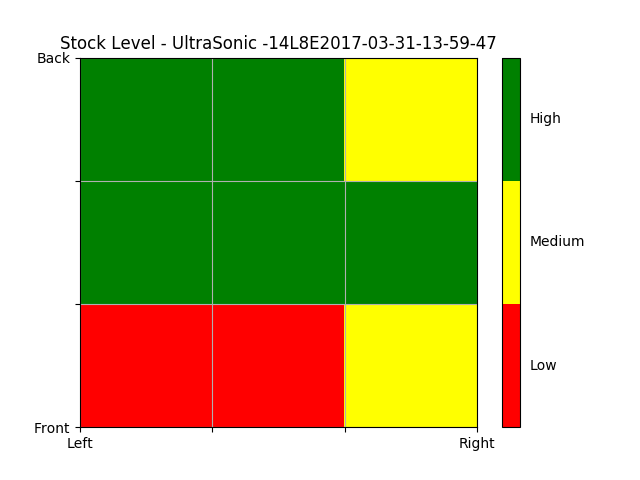 Stock Level - UltraSonic -14L8E2017-03-31-13-59-47
Back
High
Medium
Low
Front
Left
Right